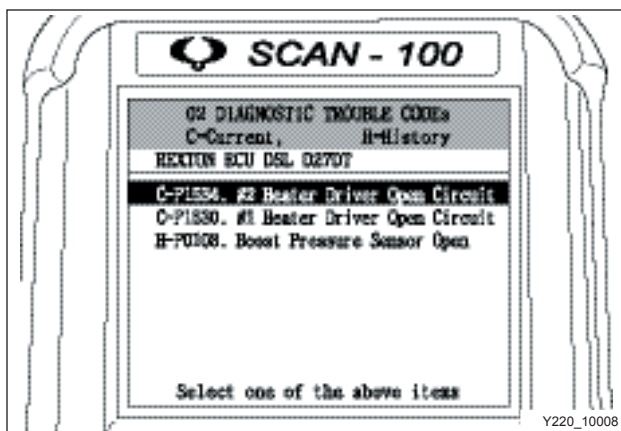 SCAN - 100
02 DIAGNOSTIC TROUBLE CODEs
C=Current, H=History
REXTON ECU DSL D27DT
C-P1534. #2 Heater Driver Open Circuit
C-P1530. #1 Heater Driver Open Circuit
H-P0108. Boost Pressure Sensor Open
Select one of the above items
Y220_10008